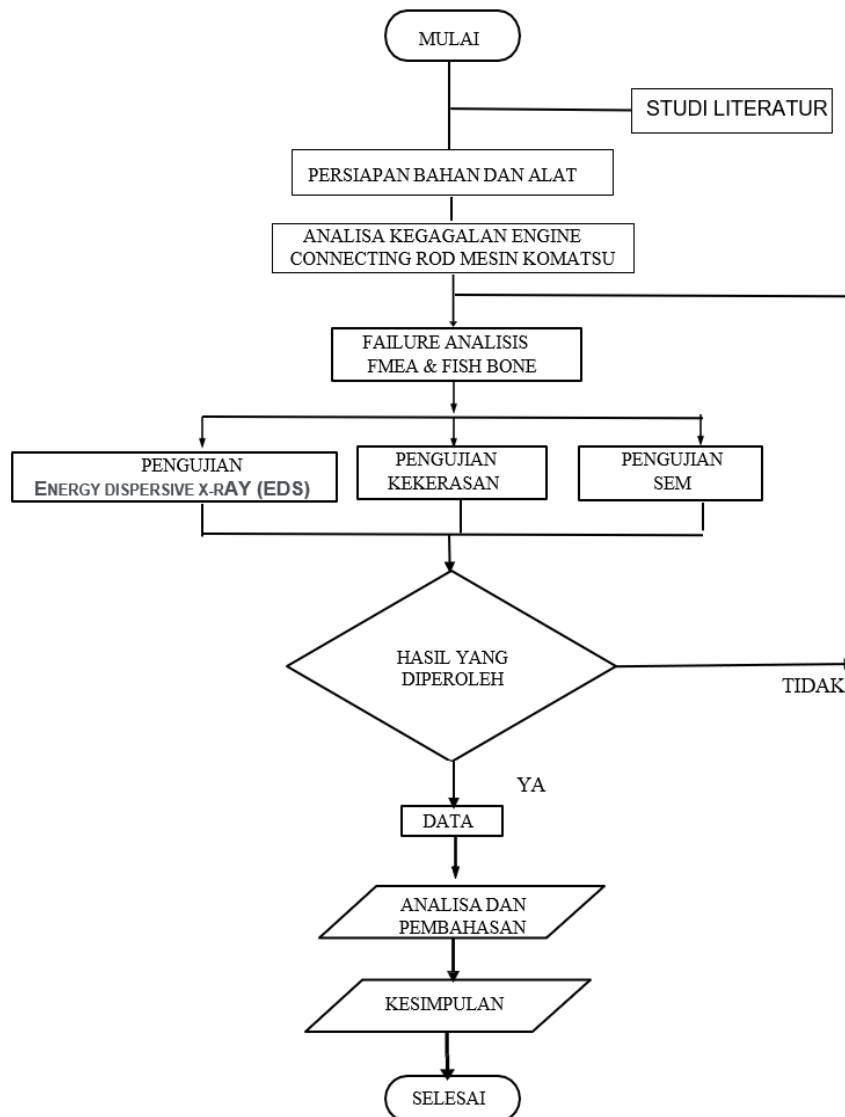 MULAI
STUDI LITERATUR
PERSIAPAN BAHAN DAN ALAT
ANALISA KEGAGALAN ENGINE
CONNECTING ROD MESIN KOMATSU
FAILURE ANALISIS
FMEA & FISH BONE
PENGUJIAN
ENERGY DISPERSIVE X-RAY (EDS)
PENGUJIAN
KEKERASAN
PENGUJIAN
SEM
HASIL YANG
DIPEROLEH
TIDAK
YA
DATA
ANALISA DAN
PEMBAHASAN
KESIMPULAN
SELESAI